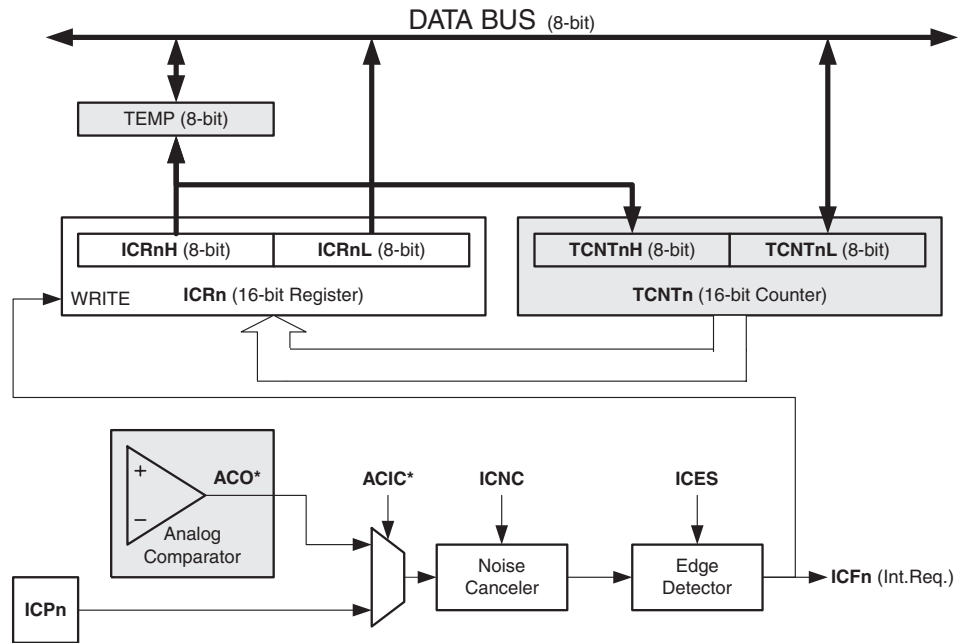 DATA BUS (8-bit)
TEMP (8-bit)
ICRnH (8-bit)
ICRnL (8-bit)
TCNTnH (8-bit)
TCNTnL (8-bit)
WRITE
ICRn (16-bit Register)
TCNTn (16-bit Counter)
+
−
ACO*
Analog
Comparator
ACIC*
ICNC
ICES
Noise
Canceler
Edge
Detector
ICFn (Int.Req.)
ICPn